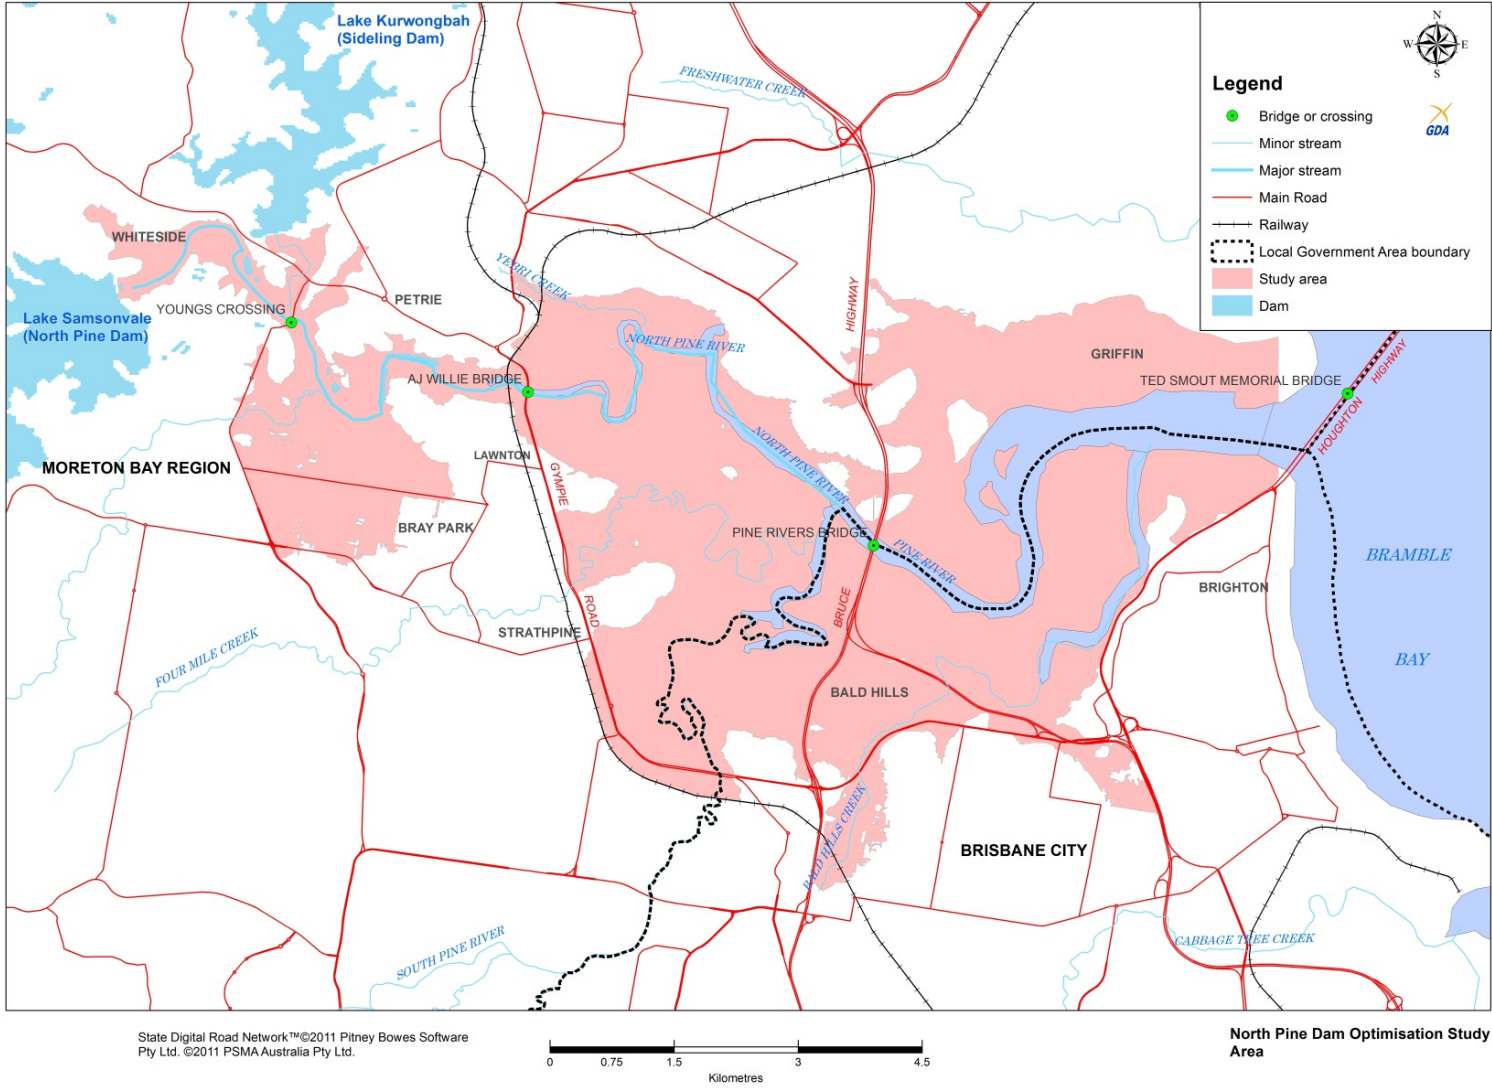 Lake Kurwongbah
(Sideling Dam)
FRESHWATER CREEK
N
W
E
S
Legend
GDA
Bridge or crossing
Minor stream
Major stream
Main Road
Railway
Local Government Area boundary
Study area
Dam
WHITESIDE
YEBRI CREEK
PETRIE
YOUNGS CROSSING
Lake Samsonvale
(North Pine Dam)
HIGHWAY
NORTH PINE RIVER
GRIFFIN
AJ WILLIE BRIDGE
TED SMOUT MEMORIAL BRIDGE
HIGHWAY
HOUGHTON
NORTH PINE RIVER
LAWNTON
MORETON BAY REGION
GYMPIE
BRAY PARK
PINE RIVERS BRIDGE
PINE RIVER
BRAMBLE
BRIGHTON
BRUCE
ROAD
STRATHPINE
FOUR MILE CREEK
BAY
BALD HILLS
BALD HILLS CREEK
BRISBANE CITY
SOUTH PINE RIVER
CABBAGE TREE CREEK
State Digital Road Network™©2011 Pitney Bowes Software
Pty Ltd. ©2011 PSMA Australia Pty Ltd.
0 0.75 1.5 3 4.5
Kilometres
North Pine Dam Optimisation Study
Area